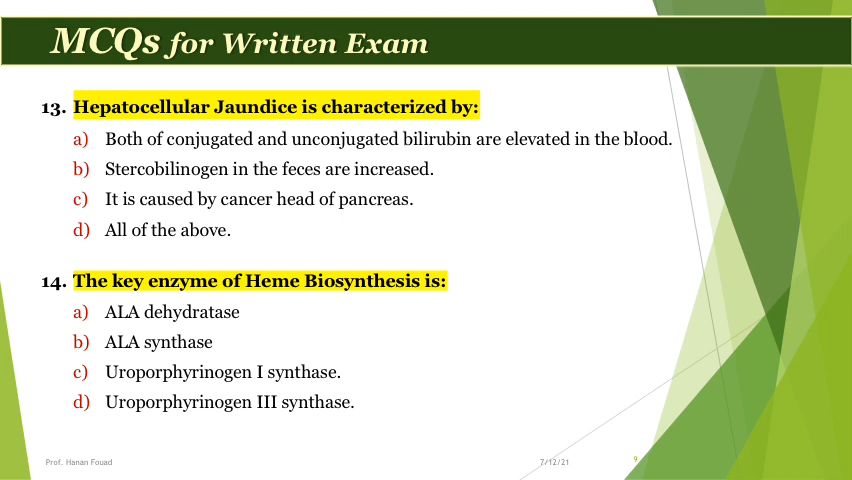 MCQs for Written Exam
13. Hepatocellular Jaundice is characterized by:
a) Both of conjugated and unconjugated bilirubin are elevated in the blood.
b) Stercobilinogen in the feces are increased.
c) It is caused by cancer head of pancreas.
d) All of the above.
14. The key enzyme of Heme Biosynthesis is:
a) ALA dehydratase
b) ALA synthase
c) Uroporphyrinogen I synthase.
d) Uroporphyrinogen III synthase.
Prof. Hanan Fouad 7/12/21 9